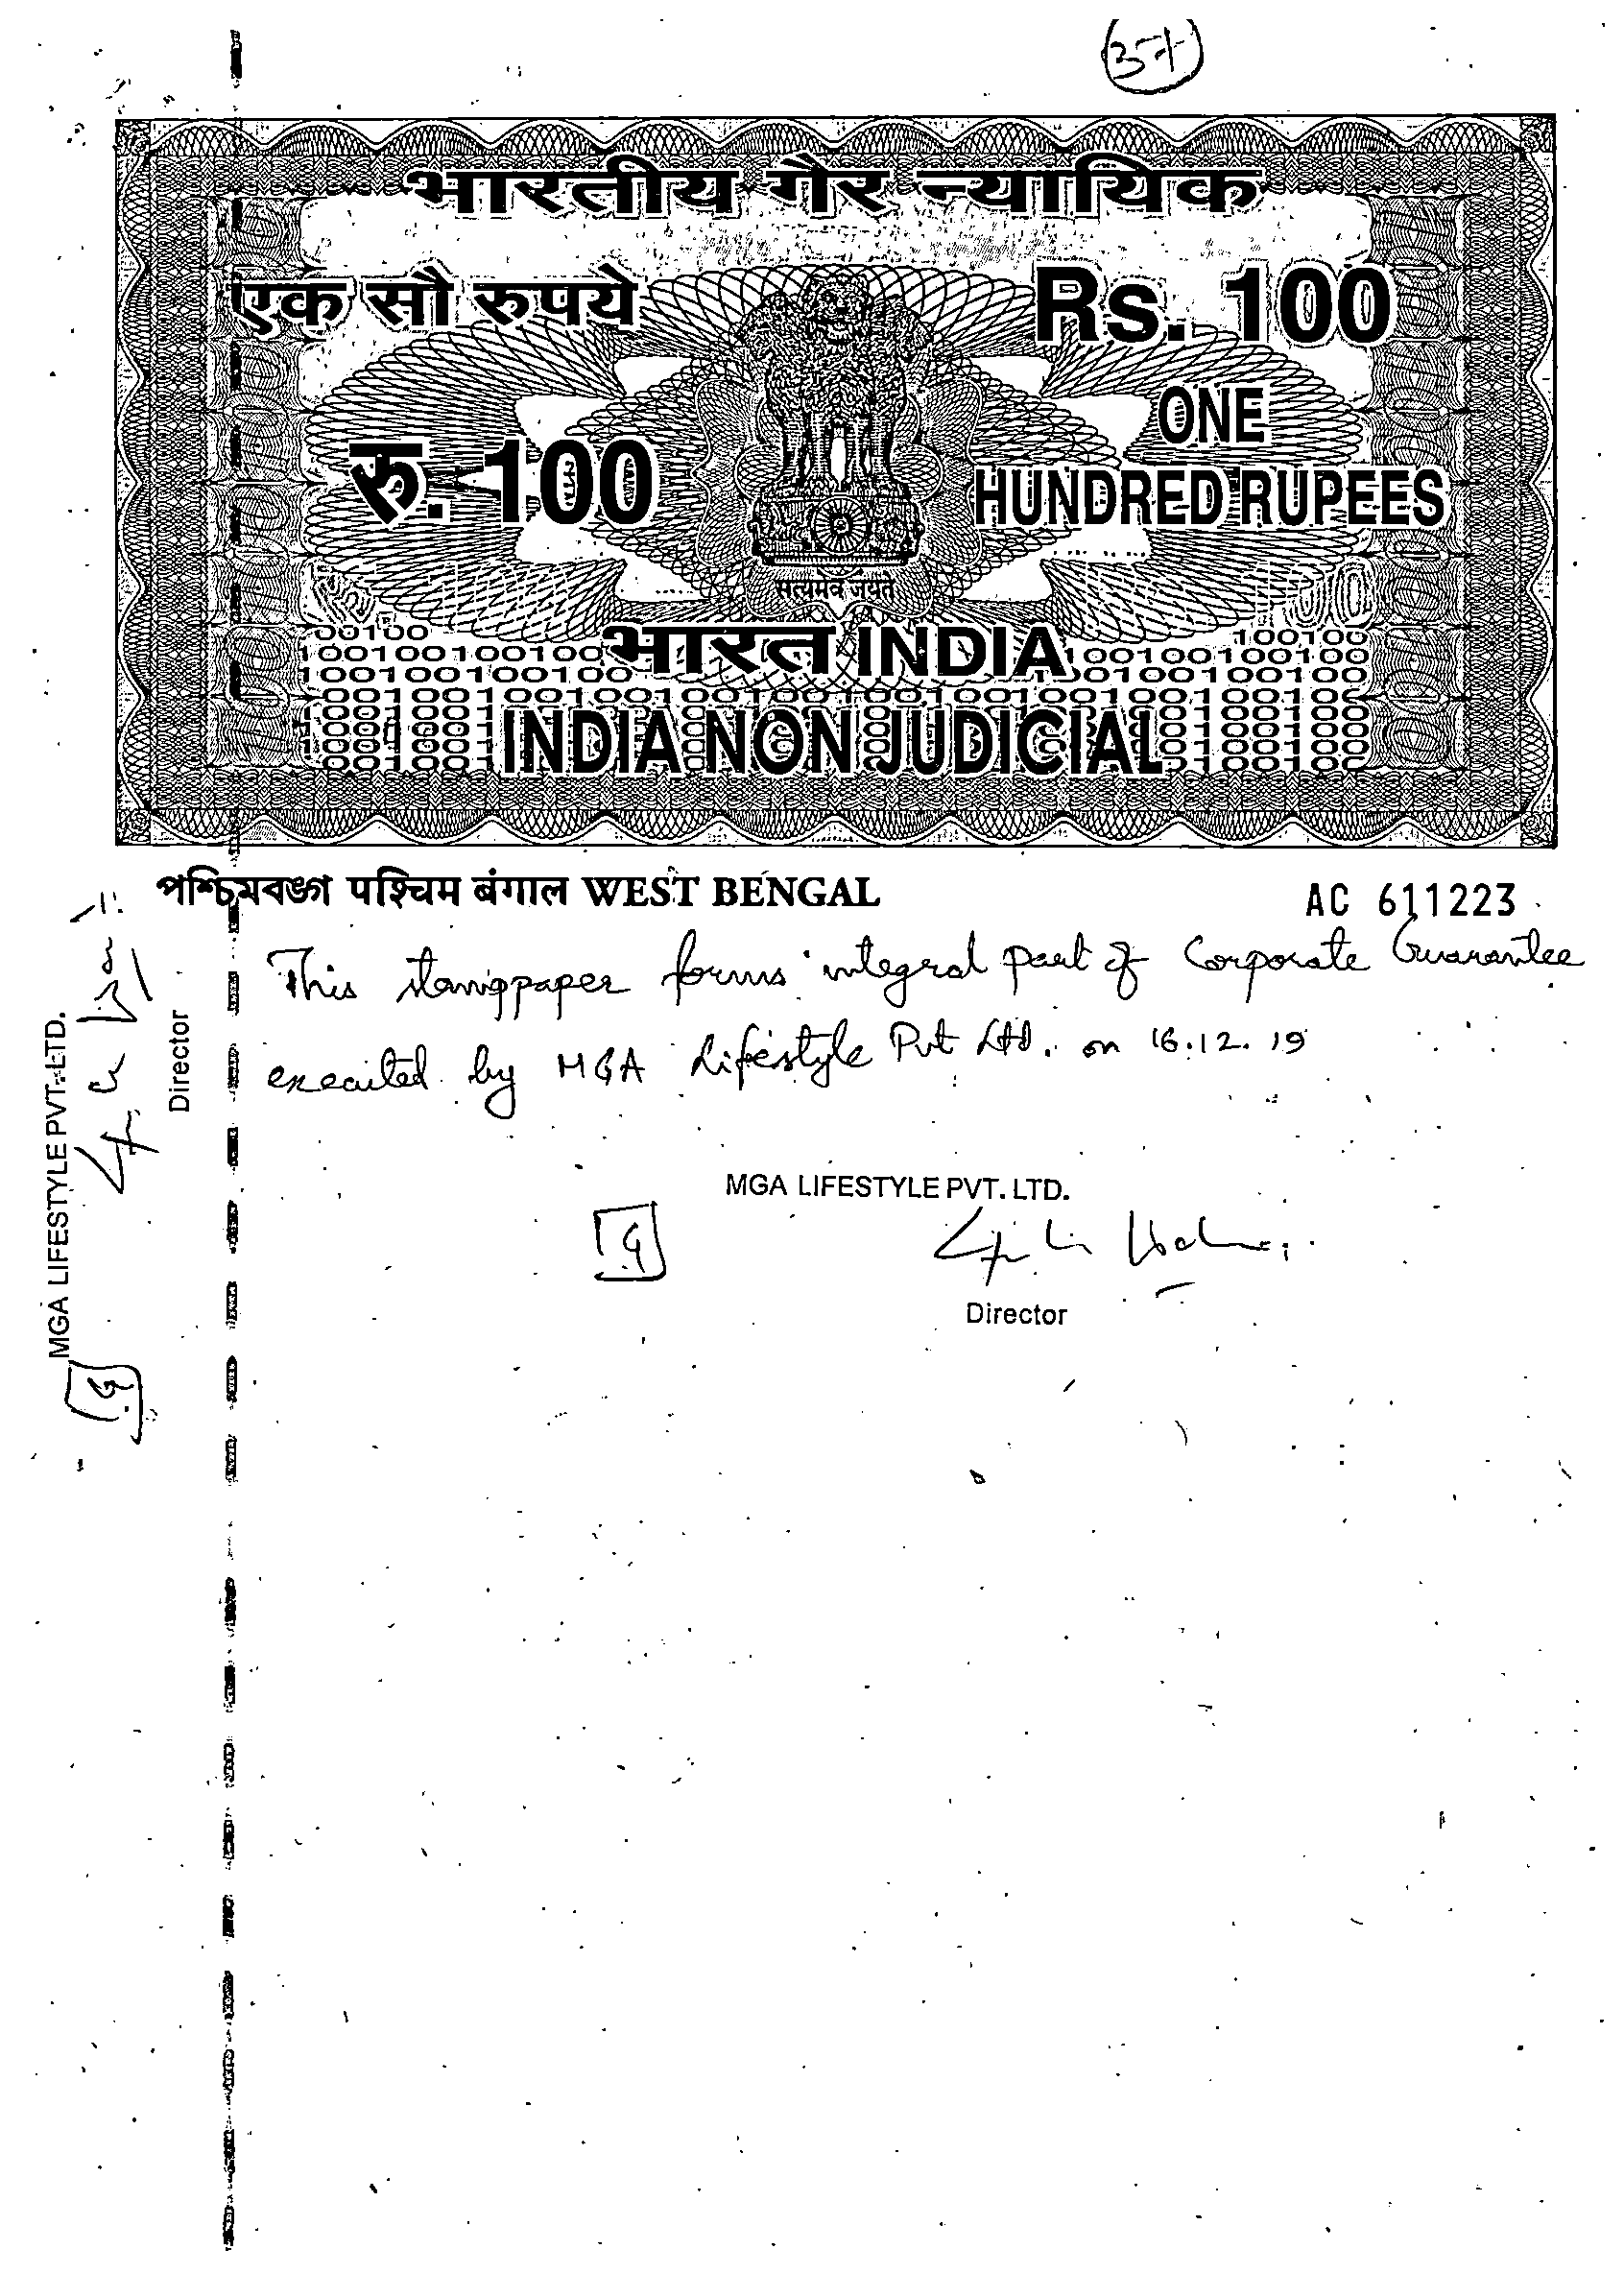 37
भारतीय गैर न्यायिक
एक सौ रुपये
Rs. 100
रु. 100
ONE
HUNDRED RUPEES
सत्यमेव जयते
भारत INDIA
INDIA NON JUDICIAL
পশ্চিমবঙ্গ पश्चिम बंगाल WEST BENGAL
AC 611223
This stamppaper forms integral part of Corporate Guarantee
executed by MGA Lifestyle Pvt Ltd. on 16.12.19
MGA LIFESTYLE PVT. LTD.
Director
MGA LIFESTYLE PVT. LTD.
Director